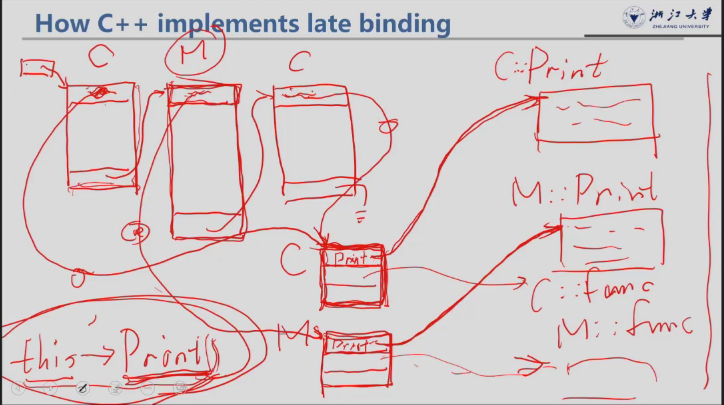 How C++ implements late binding
浙江大学
ZHEJIANG UNIVERSITY
C
M
C
C::Print
M::Print
C
Print
C::func
M::func
M
Print
this→Print()